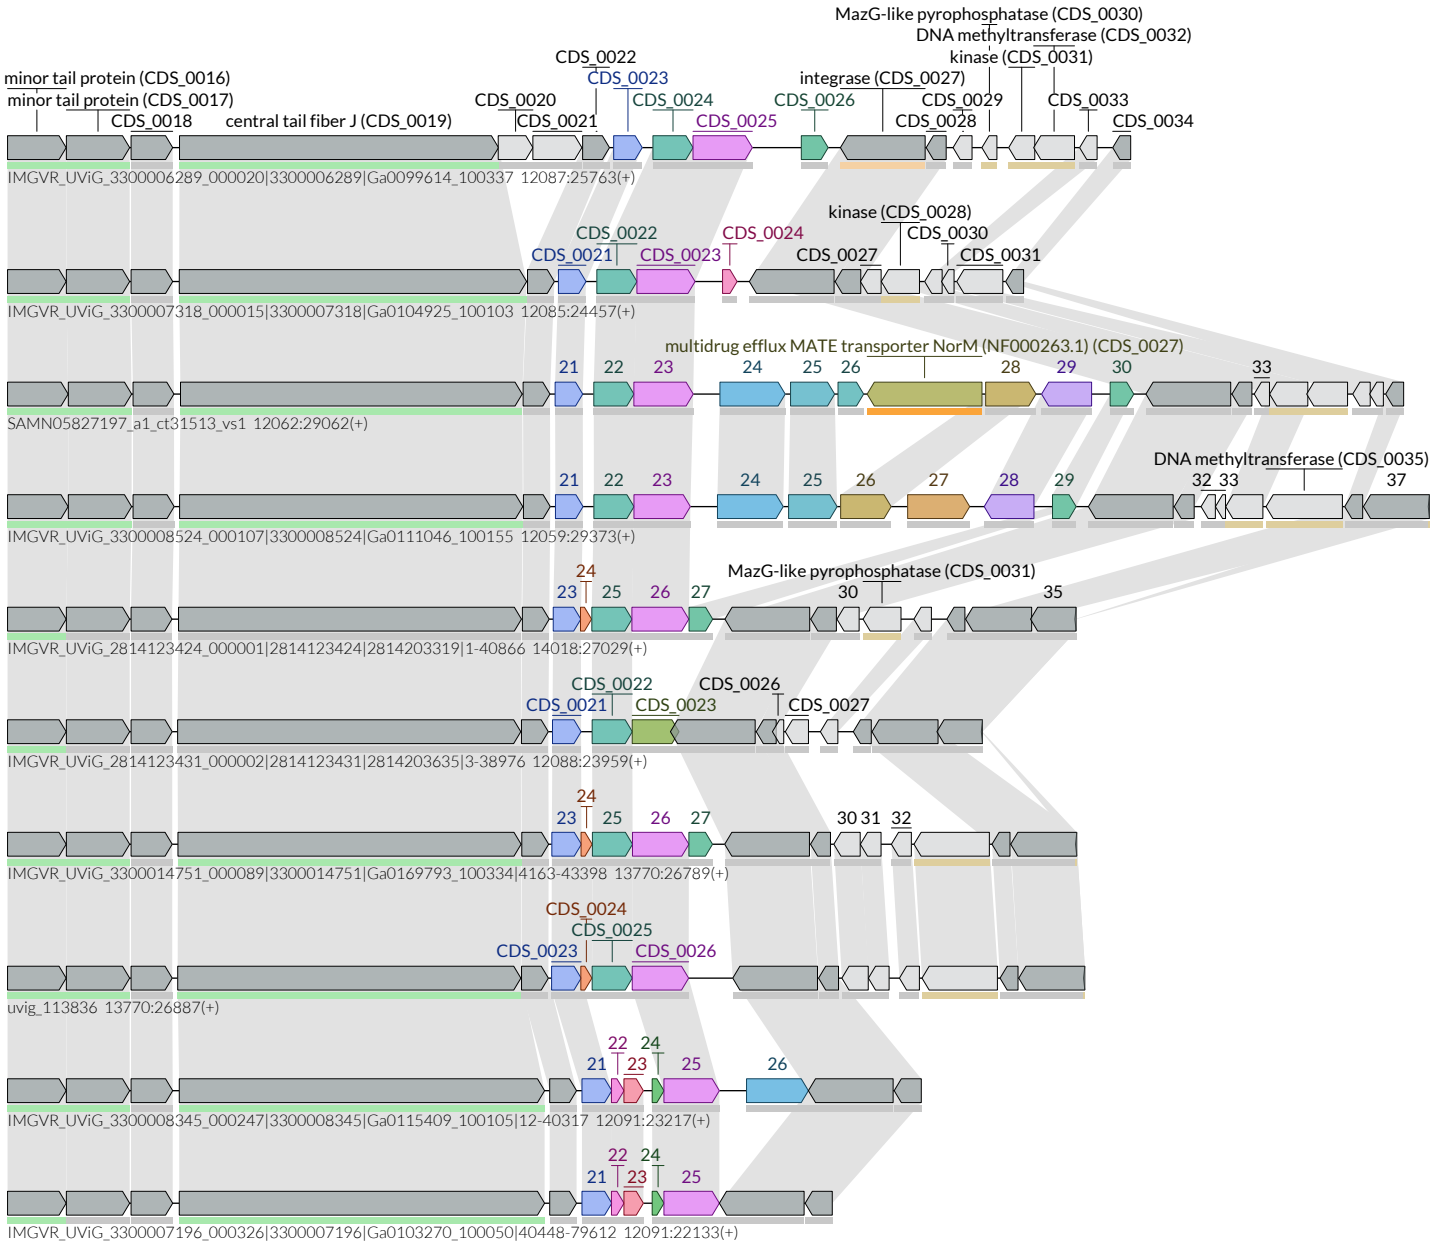 MazG-like pyrophosphatase (CDS_0030)
DNA methyltransferase (CDS_0032)
CDS_0022 kinase (CDS_0031)
minor tail protein (CDS_0016) CDS_0023 integrase (CDS_0027)
minor tail protein (CDS_0017) CDS_0020 CDS_0024 CDS_0026 CDS_0029 CDS_0033
CDS_0018 central tail fiber J (CDS_0019) CDS_0021 CDS_0025 CDS_0028 CDS_0034
IMGVR_UViG_3300006289_000020|3300006289|Ga0099614_100337 12087:25763(+)
kinase (CDS_0028)
CDS_0022 CDS_0024 CDS_0030
CDS_0021 CDS_0023 CDS_0027 CDS_0031
IMGVR_UViG_3300007318_000015|3300007318|Ga0104925_100103 12085:24457(+)
multidrug efflux MATE transporter NorM (NF000263.1) (CDS_0027)
21 22 23 24 25 26 28 29 30 33
SAMN05827197_a1_ct31513_vs1 12062:29062(+)
DNA methyltransferase (CDS_0035)
21 22 23 24 25 26 27 28 29 32 33 37
IMGVR_UViG_3300008524_000107|3300008524|Ga0111046_100155 12059:29373(+)
24 MazG-like pyrophosphatase (CDS_0031)
23 25 26 27 30 35
IMGVR_UViG_2814123424_000001|2814123424|2814203319|1-40866 14018:27029(+)
CDS_0022 CDS_0026
CDS_0021 CDS_0023 CDS_0027
IMGVR_UViG_2814123431_000002|2814123431|2814203635|3-38976 12088:23959(+)
24
23 25 26 27 30 31 32
IMGVR_UViG_3300014751_000089|3300014751|Ga0169793_100334|4163-43398 13770:26789(+)
CDS_0024
CDS_0025
CDS_0023 CDS_0026
uvig_113836 13770:26887(+)
22 24
21 23 25 26
IMGVR_UViG_3300008345_000247|3300008345|Ga0115409_100105|12-40317 12091:23217(+)
22 24
21 23 25
IMGVR_UViG_3300007196_000326|3300007196|Ga0103270_100050|40448-79612 12091:22133(+)